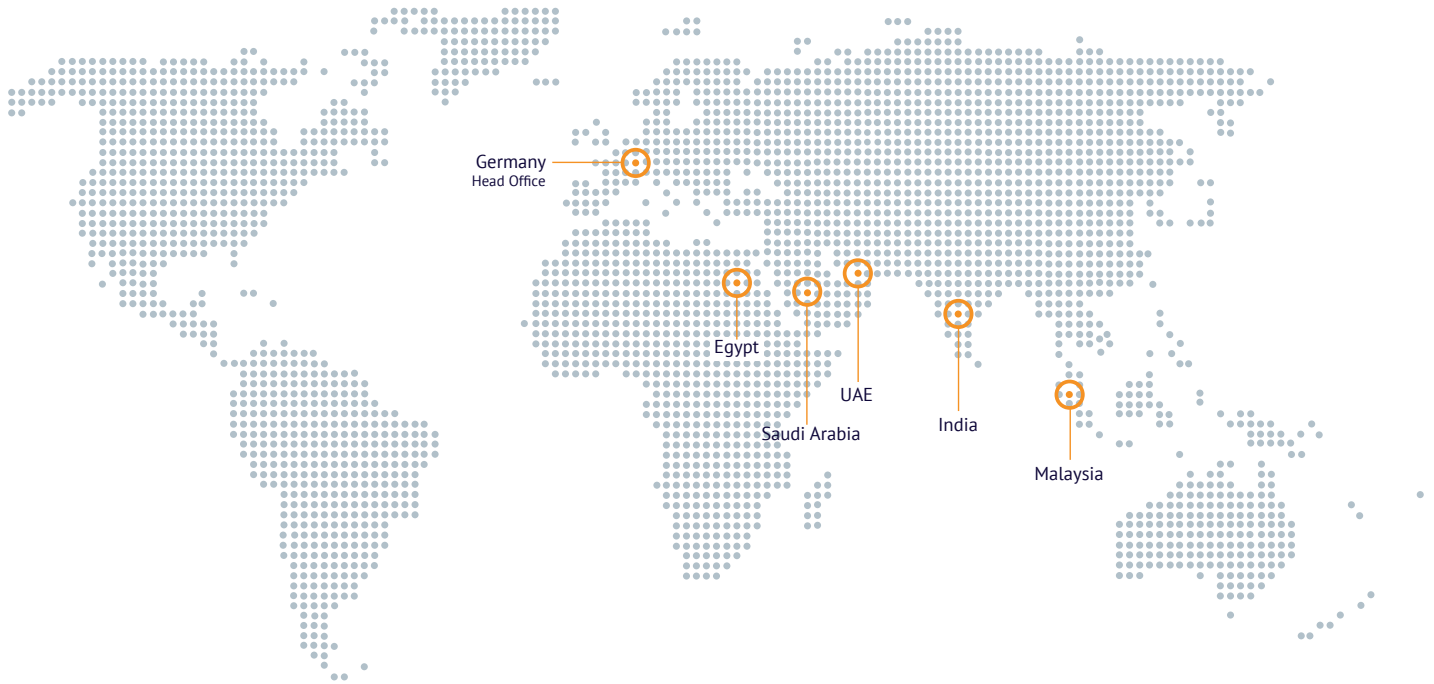 Germany
Head Office
Egypt
UAE
Saudi Arabia
India
Malaysia